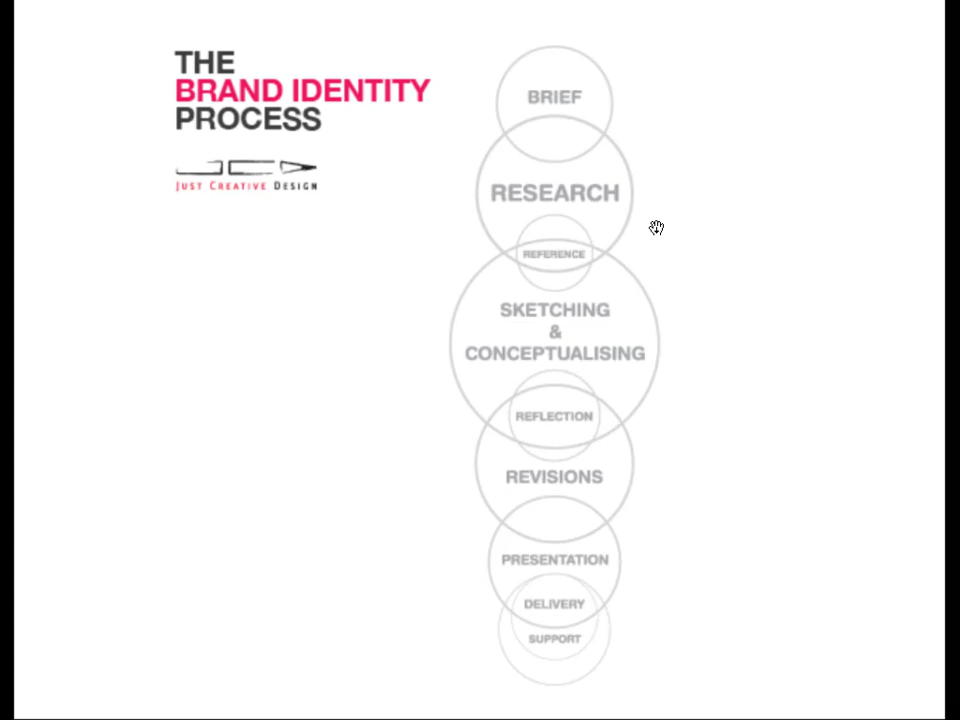 THE
BRAND IDENTITY
PROCESS
JUST CREATIVE DESIGN
BRIEF
RESEARCH
REFERENCE
SKETCHING
&
CONCEPTUALISING
REFLECTION
REVISIONS
PRESENTATION
DELIVERY
SUPPORT